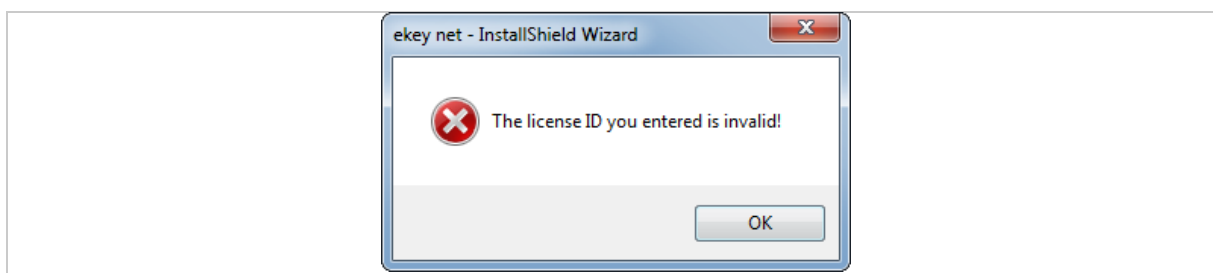 ekey net - InstallShield Wizard
The license ID you entered is invalid!
OK